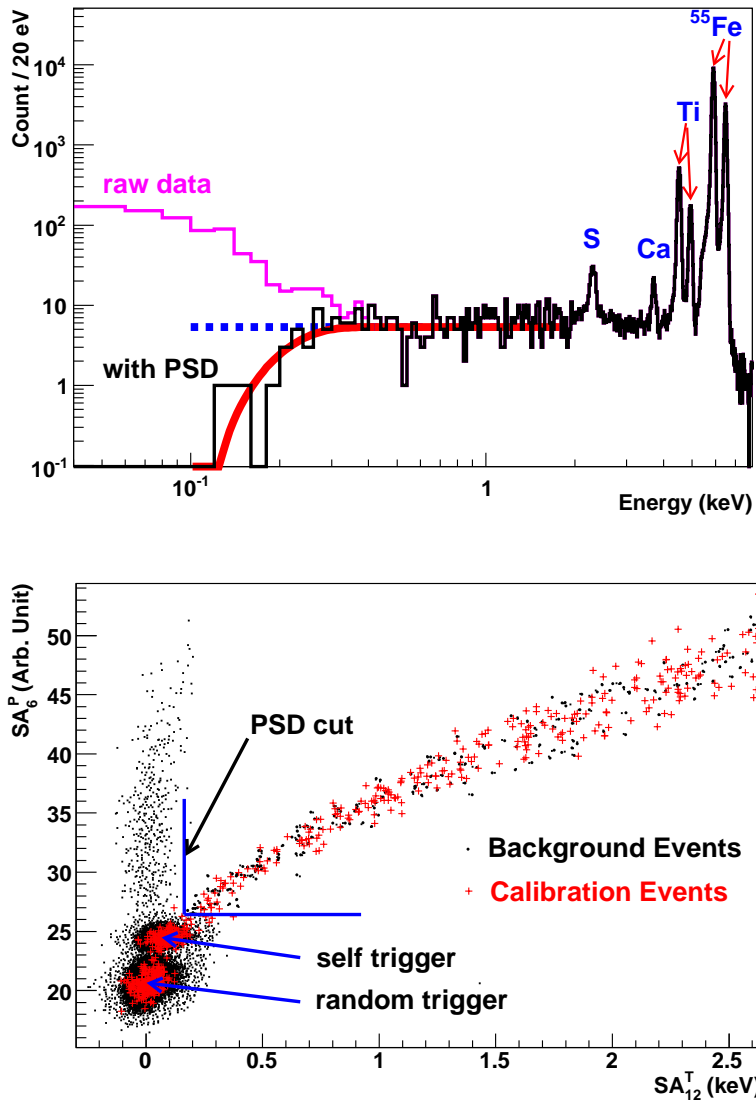 Count / 20 eV
10⁴
10³
10²
10
1
10⁻¹
⁵⁵Fe
Ti
raw data
S
Ca
with PSD
10⁻¹
1
Energy (keV)
SA₆ᴾ (Arb. Unit)
50
45
40
35
30
25
20
PSD cut
Background Events
Calibration Events
self trigger
random trigger
0
0.5
1
1.5
2
2.5
SA₁₂ᵀ (keV)